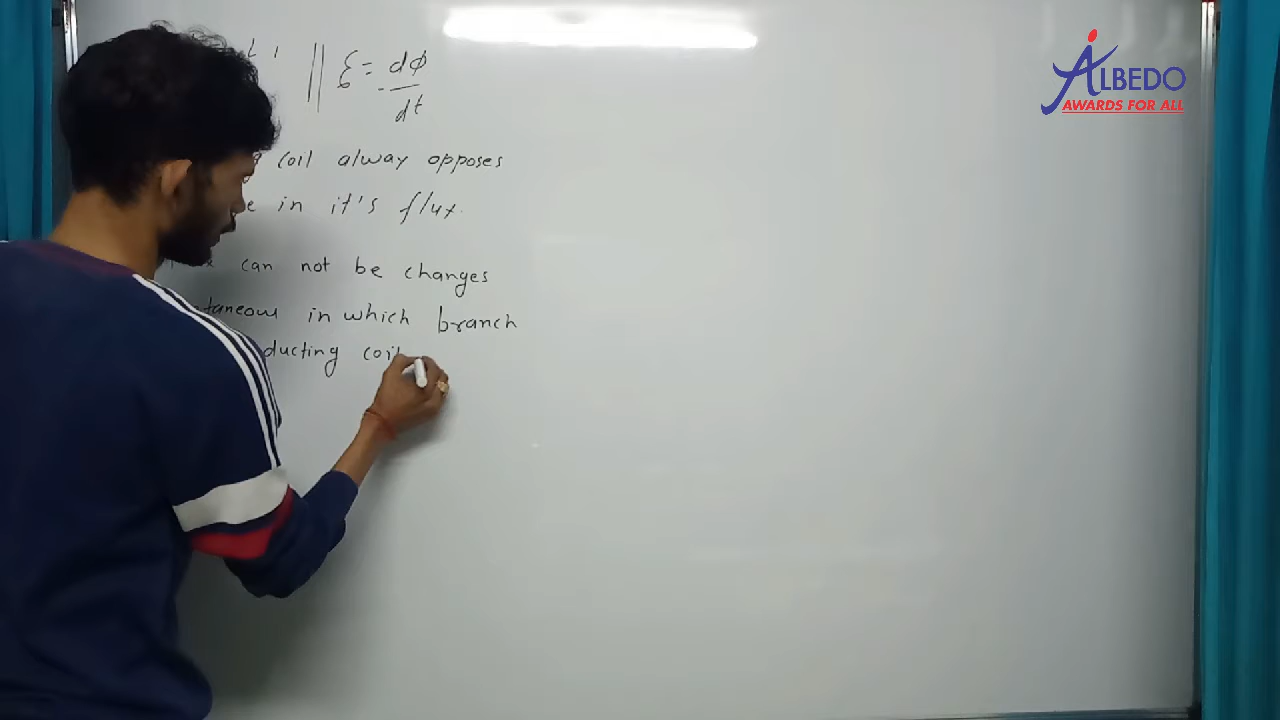 ε = - dφ/dt
coil alway opposes
in it's flux.
can not be changes
in which branch
coil
ALBEDO
AWARDS FOR ALL